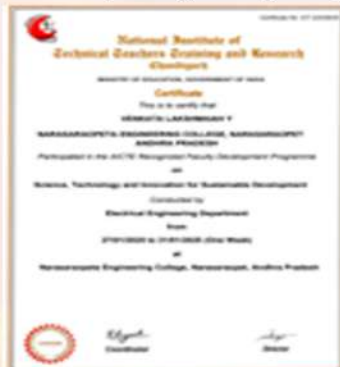 National Institute of
Technical Teachers Training and Research
Chandigarh
MINISTRY OF EDUCATION, GOVERNMENT OF INDIA
Certificate
This is to certify that
VENKATA LAKSHMAIAH Y
NARASARAOPETA ENGINEERING COLLEGE, NARASARAOPET
ANDHRA PRADESH
Participated in the AICTE Recognized Faculty Development Programme
on
Science, Technology and Innovation for Sustainable Development
Conducted by
Electrical Engineering Department
from
to (One Week)
at
Narasaraopeta Engineering College, Narasaraopet, Andhra Pradesh
Coordinator
Director